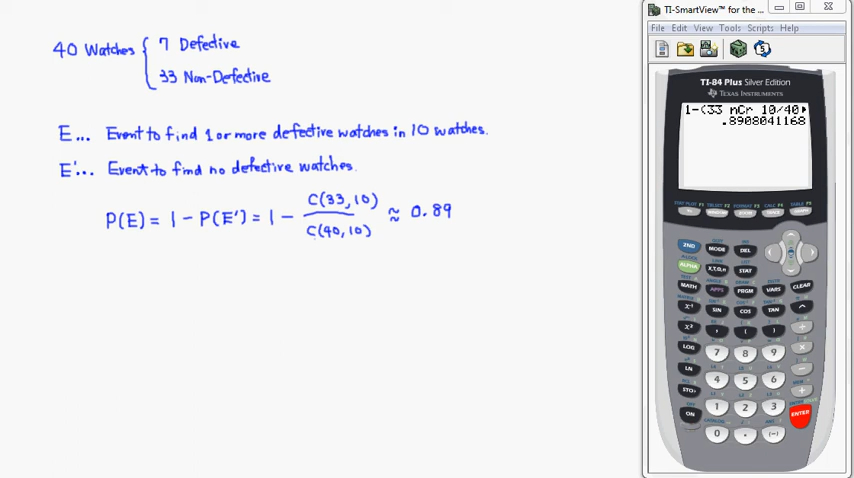 40 Watches { 7 Defective
33 Non-Defective
E... Event to find 1 or more defective watches in 10 watches.
E'... Event to find no defective watches.
P(E) = 1 - P(E') = 1 - C(33,10) / C(40,10) ≈ 0.89
TI-SmartView™ for the
File Edit View Tools Scripts Help
TI-84 Plus Silver Edition
TEXAS INSTRUMENTS
1-(33 nCr 10/40
.8908041168
2ND MODE DEL
ALPHA X,T,Θ,n STAT
MATH APPS PRGM VARS CLEAR
x⁻¹ SIN COS TAN ^
x² , ( ) ÷
LOG 7 8 9 ×
LN 4 5 6 −
STO▸ 1 2 3 +
ON 0 . (-) ENTER